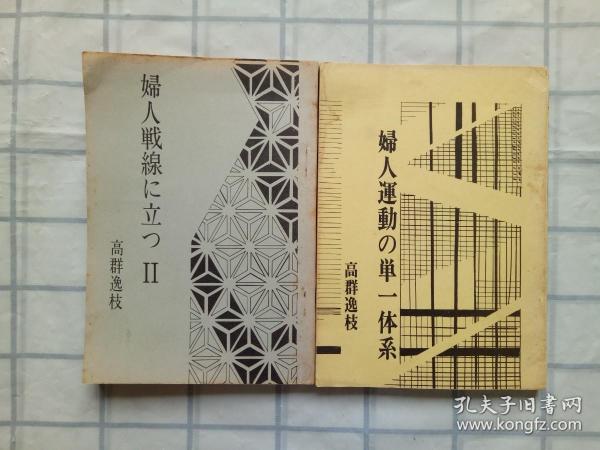 婦人戦線に立つ II
高群逸枝
婦人運動の単一体系
高群逸枝
孔夫子旧书网
www.kongfz.com